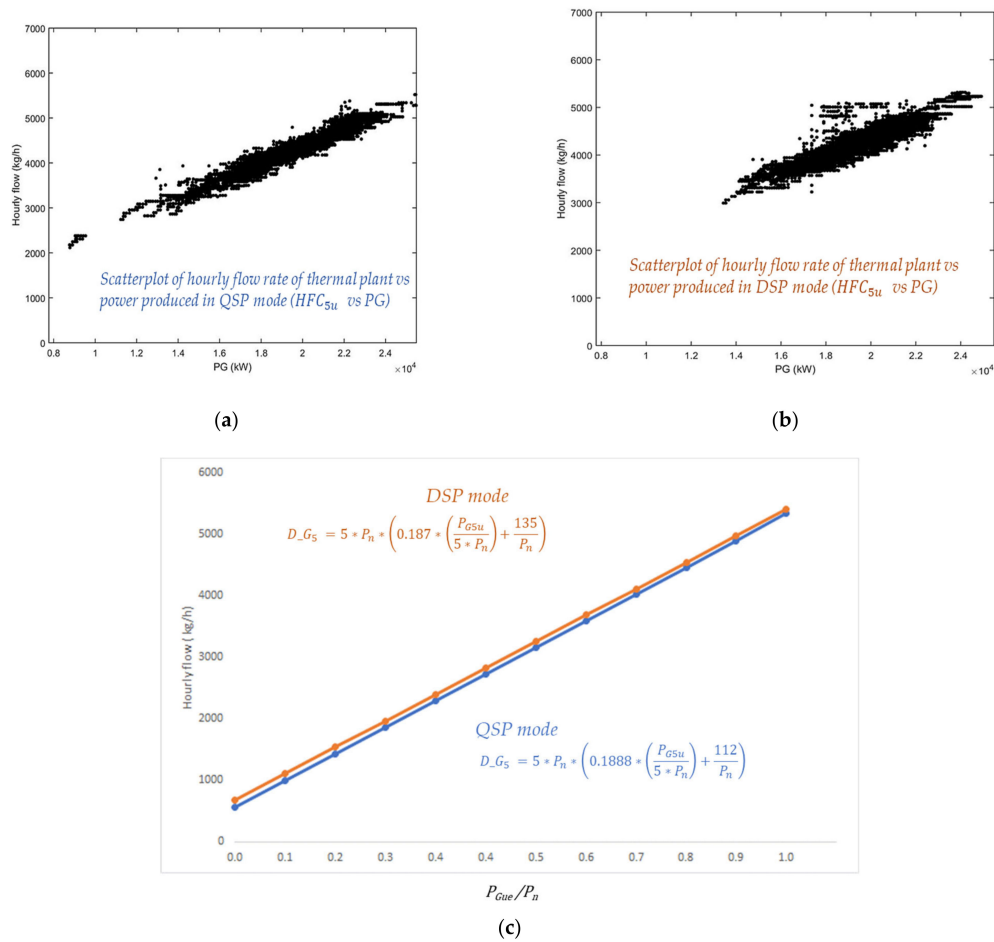 7000
6000
5000
4000
3000
2000
1000
0
Hourly flow (kg/h)
Scatterplot of hourly flow rate of thermal plant vs
power produced in QSP mode (HFC₅ᵤ vs PG)
0.8 1 1.2 1.4 1.6 1.8 2 2.2 2.4
PG (kW)
×10⁴
(a)
7000
6000
5000
4000
3000
2000
1000
0
Hourly flow (kg/h)
Scatterplot of hourly flow rate of thermal plant vs
power produced in DSP mode (HFC₅ᵤ vs PG)
0.8 1 1.2 1.4 1.6 1.8 2 2.2 2.4
PG (kW)
×10⁴
(b)
6000
5000
4000
3000
2000
1000
0
Hourly flow ( kg/h)
DSP mode
D_G₅ = 5 * Pₙ * (0.187 * (P_G5u / 5 * Pₙ) + 135 / Pₙ)
QSP mode
D_G₅ = 5 * Pₙ * (0.1888 * (P_G5u / 5 * Pₙ) + 112 / Pₙ)
0.0 0.1 0.2 0.3 0.4 0.4 0.5 0.6 0.7 0.8 0.9 1.0
P_Gue /Pₙ
(c)